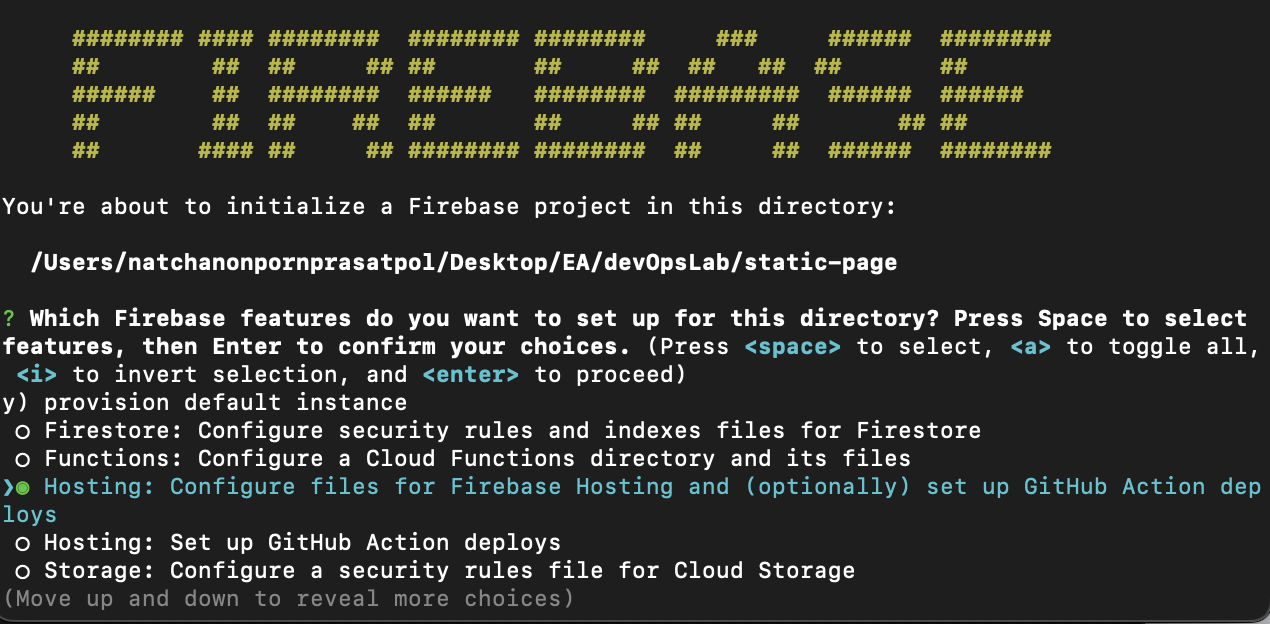 ######## #### ########  ######## ########     ###     ######  ########
##        ##  ##     ## ##       ##     ##  ##   ##  ##       ##
######    ##  ########  ######   ########  #########  ######  ######
##        ##  ##    ##  ##       ##     ## ##     ##       ## ##
##       #### ##     ## ######## ########  ##     ##  ######  ########
You're about to initialize a Firebase project in this directory:
/Users/natchanonpornprasatpol/Desktop/EA/devOpsLab/static-page
? Which Firebase features do you want to set up for this directory? Press Space to select
features, then Enter to confirm your choices. (Press <space> to select, <a> to toggle all,
<i> to invert selection, and <enter> to proceed)
y) provision default instance
◯ Firestore: Configure security rules and indexes files for Firestore
◯ Functions: Configure a Cloud Functions directory and its files
❯◉ Hosting: Configure files for Firebase Hosting and (optionally) set up GitHub Action dep
loys
◯ Hosting: Set up GitHub Action deploys
◯ Storage: Configure a security rules file for Cloud Storage
(Move up and down to reveal more choices)